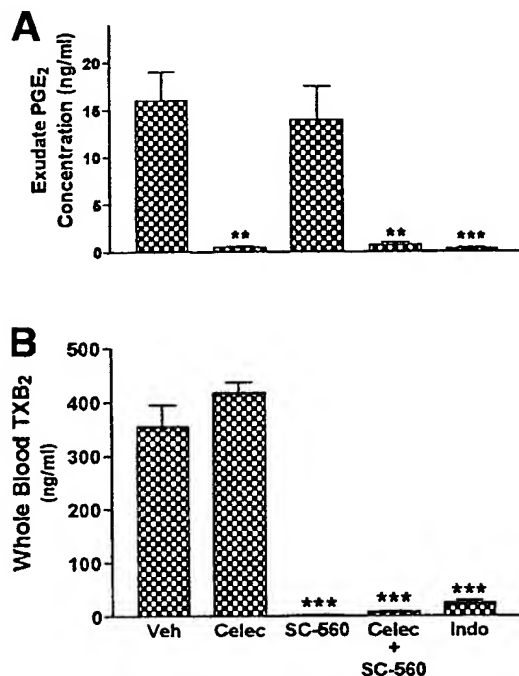 A
Exudate PGE₂
Concentration (ng/ml)
20
15
10
5
0
**
**
***
B
Whole Blood TXB₂
(ng/ml)
500
400
300
200
100
0
***
***
***
Veh
Celec
SC-560
Celec
+
SC-560
Indo